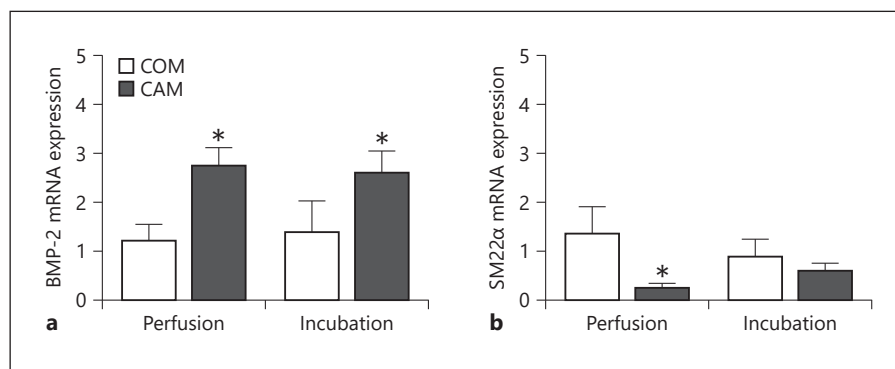 5
4
3
2
1
0
BMP-2 mRNA expression
COM
CAM
*
*
Perfusion
Incubation
a
5
4
3
2
1
0
SM22α mRNA expression
*
Perfusion
Incubation
b